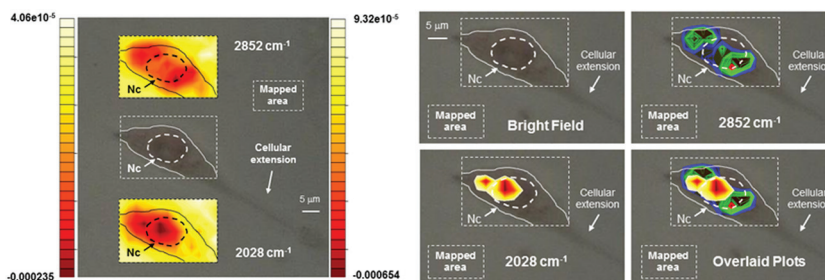 4.06e-5
9.32e-5
2852 cm-1
Nc
Mapped
area
Cellular
extension
5 µm
Nc
2028 cm-1
-0.000235
-0.000654
5 µm
Nc
Cellular
extension
Mapped
area
Bright Field
Nc
Cellular
extension
Mapped
area
2852 cm-1
Nc
Cellular
extension
Mapped
area
2028 cm-1
Nc
Cellular
extension
Mapped
area
Overlaid Plots